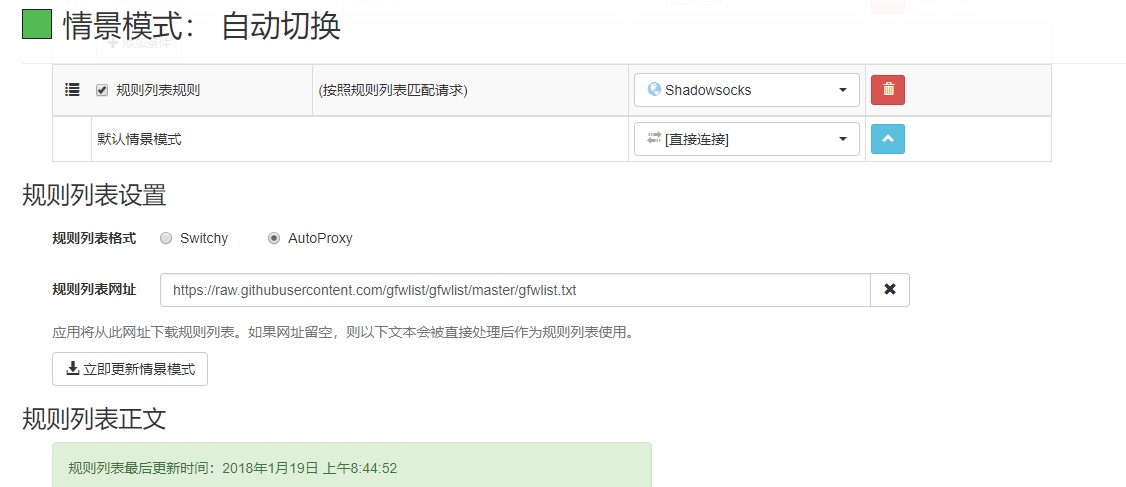 情景模式： 自动切换
规则列表规则 (按照规则列表匹配请求) Shadowsocks
默认情景模式 [直接连接]
规则列表设置
规则列表格式 Switchy AutoProxy
规则列表网址 https://raw.githubusercontent.com/gfwlist/gfwlist/master/gfwlist.txt
应用将从此网址下载规则列表。如果网址留空，则以下文本会被直接处理后作为规则列表使用。
立即更新情景模式
规则列表正文
规则列表最后更新时间：2018年1月19日 上午8:44:52